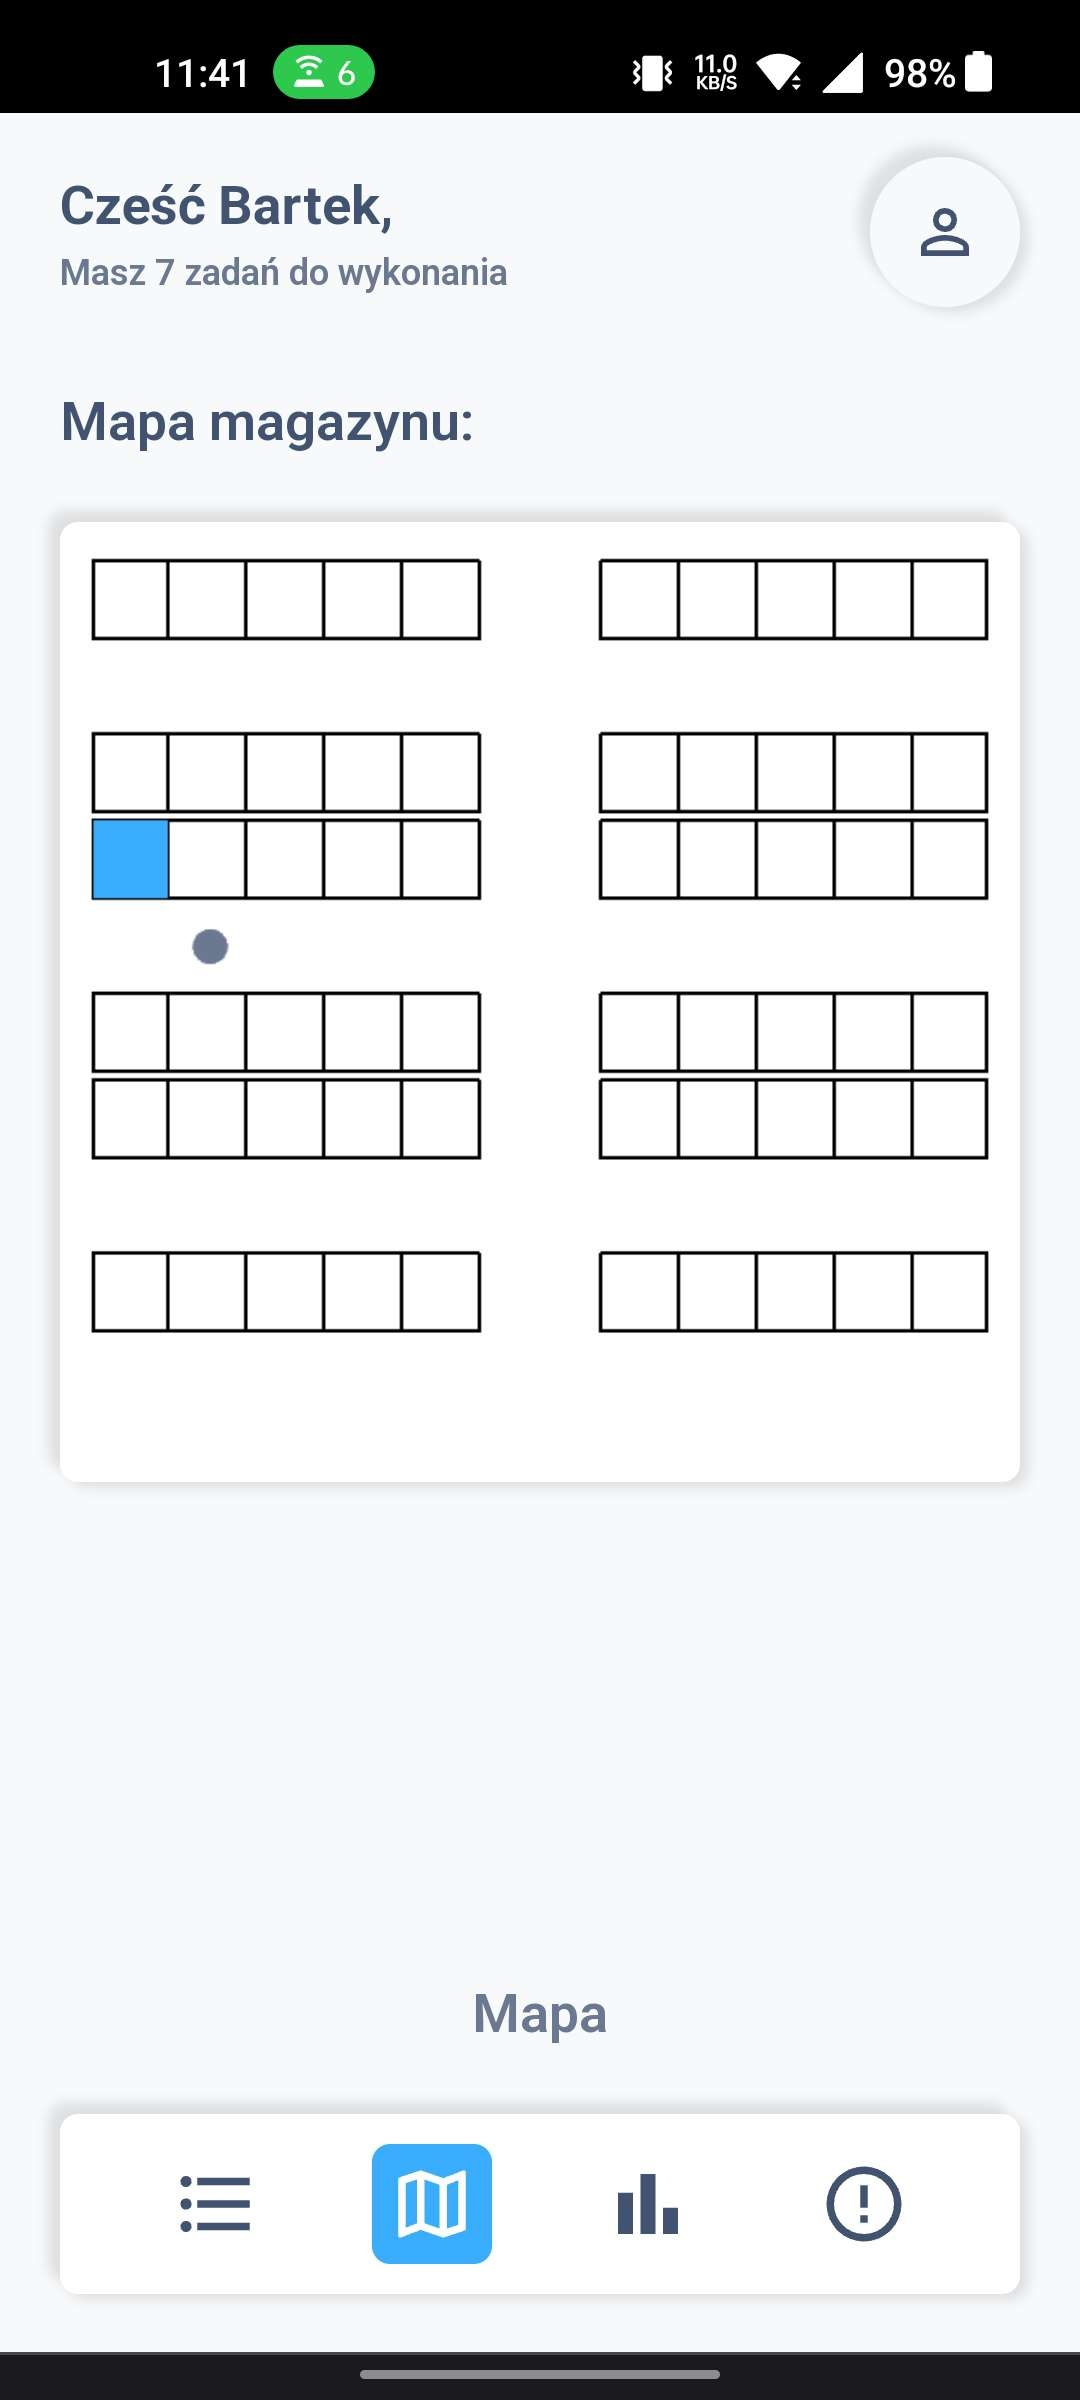 11:41 6 11.0 KB/S 98%
Cześć Bartek,
Masz 7 zadań do wykonania
Mapa magazynu:
Mapa